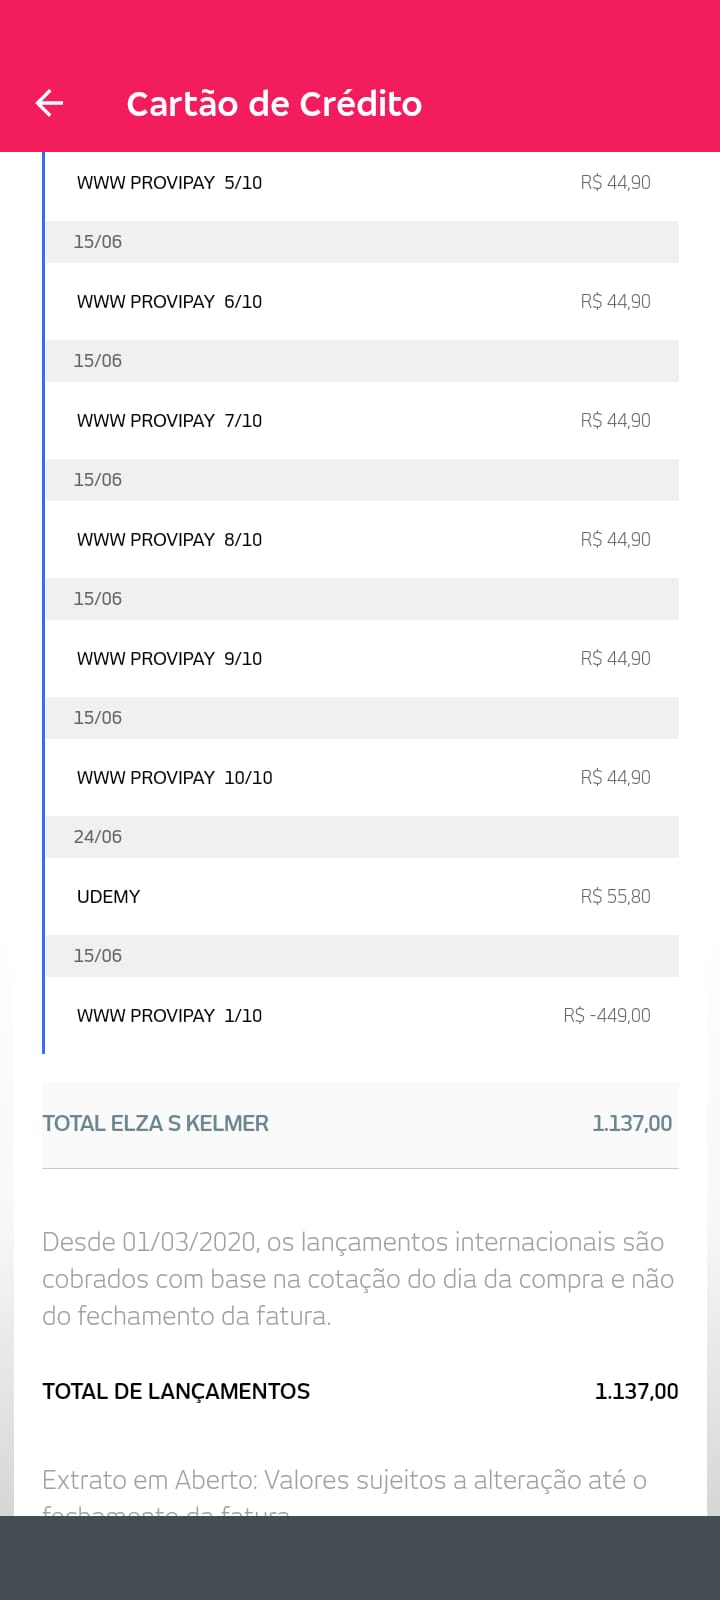 Cartão de Crédito
WWW PROVIPAY 5/10 R$ 44,90
15/06
WWW PROVIPAY 6/10 R$ 44,90
15/06
WWW PROVIPAY 7/10 R$ 44,90
15/06
WWW PROVIPAY 8/10 R$ 44,90
15/06
WWW PROVIPAY 9/10 R$ 44,90
15/06
WWW PROVIPAY 10/10 R$ 44,90
24/06
UDEMY R$ 55,80
15/06
WWW PROVIPAY 1/10 R$ -449,00
TOTAL ELZA S KELMER 1.137,00
Desde 01/03/2020, os lançamentos internacionais são
cobrados com base na cotação do dia da compra e não
do fechamento da fatura.
TOTAL DE LANÇAMENTOS 1.137,00
Extrato em Aberto: Valores sujeitos a alteração até o
fechamento da fatura